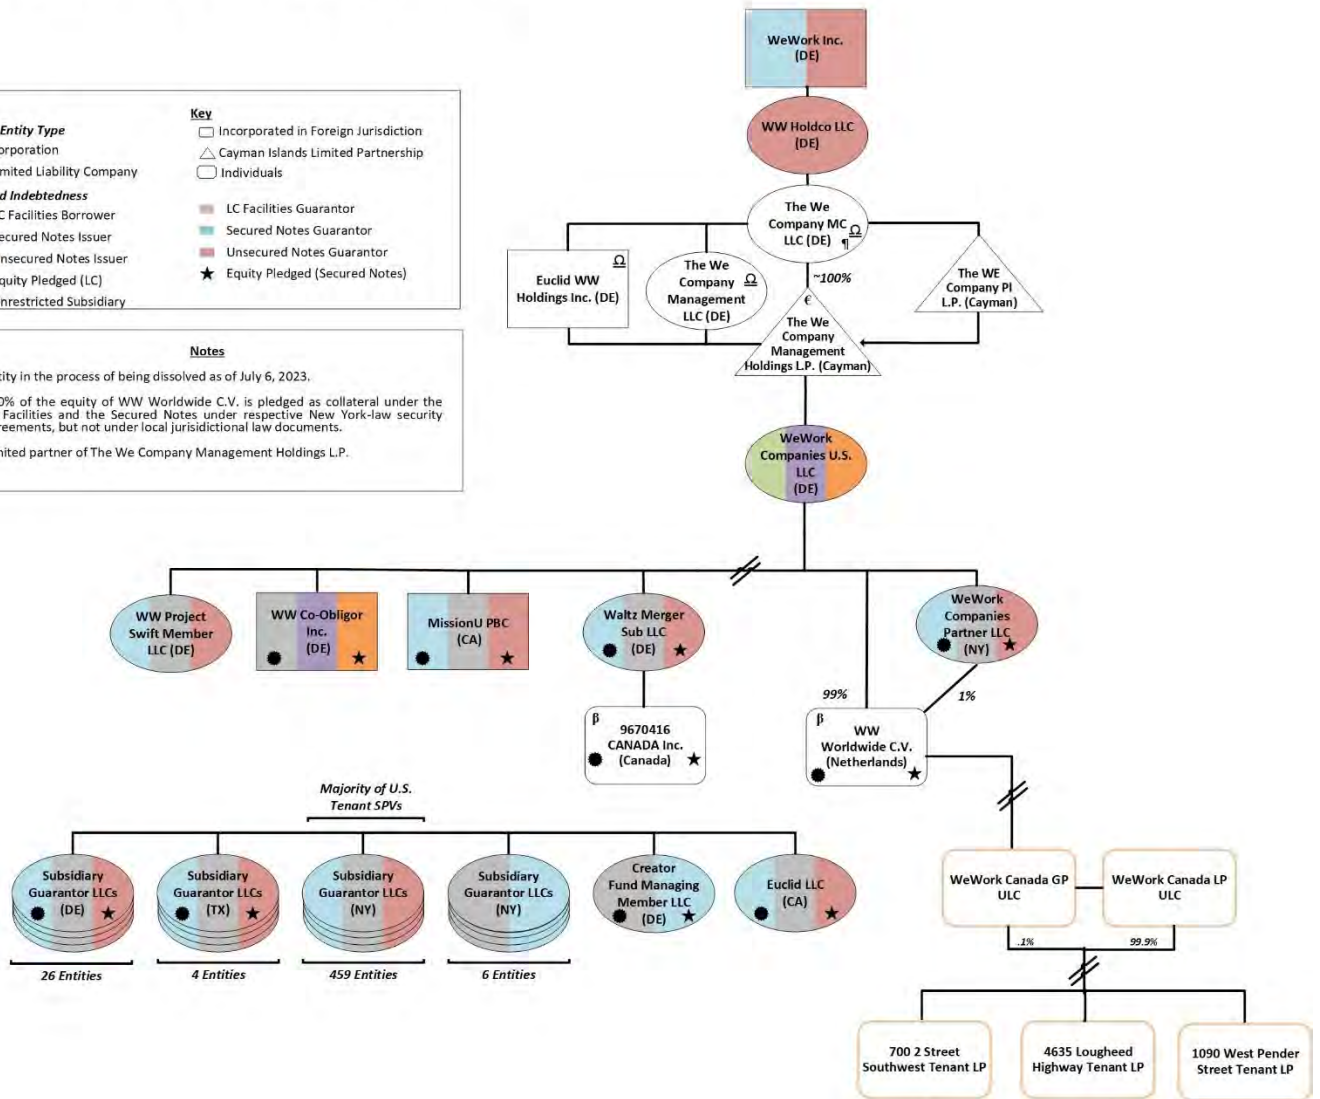 WeWork Inc.
(DE)
WW Holdco LLC
(DE)
Key
Entity Type
orporation
mited Liability Company
d Indebtedness
C Facilities Borrower
ecured Notes Issuer
nsecured Notes Issuer
quity Pledged (LC)
nrestricted Subsidiary
Incorporated in Foreign Jurisdiction
Cayman Islands Limited Partnership
Individuals
LC Facilities Guarantor
Secured Notes Guarantor
Unsecured Notes Guarantor
★ Equity Pledged (Secured Notes)
The We
Company MC
LLC (DE)
Ω
¶
Ω
Euclid WW
Holdings Inc. (DE)
The We
Company Ω
Management
LLC (DE)
~100%
€
The We
Company
Management
Holdings L.P. (Cayman)
The WE
Company PI
L.P. (Cayman)
Notes
tity in the process of being dissolved as of July 6, 2023.
0% of the equity of WW Worldwide C.V. is pledged as collateral under the
Facilities and the Secured Notes under respective New York-law security
reements, but not under local jurisdictional law documents.
mited partner of The We Company Management Holdings L.P.
WeWork
Companies U.S.
LLC
(DE)
WW Project
Swift Member
LLC (DE)
WW Co-Obligor
Inc.
(DE)
★
MissionU PBC
(CA)
★
Waltz Merger
Sub LLC
(DE) ★
WeWork
Companies
Partner LLC
(NY) ★
99%
1%
β
9670416
CANADA Inc.
(Canada) ★
β
WW
Worldwide C.V.
(Netherlands)
★
Majority of U.S.
Tenant SPVs
Subsidiary
Guarantor LLCs
(DE) ★
26 Entities
Subsidiary
Guarantor LLCs
(TX) ★
4 Entities
Subsidiary
Guarantor LLCs
(NY)
459 Entities
Subsidiary
Guarantor LLCs
(NY)
6 Entities
Creator
Fund Managing
Member LLC
(DE) ★
Euclid LLC
(CA) ★
WeWork Canada GP
ULC
WeWork Canada LP
ULC
.1%
99.9%
700 2 Street
Southwest Tenant LP
4635 Lougheed
Highway Tenant LP
1090 West Pender
Street Tenant LP